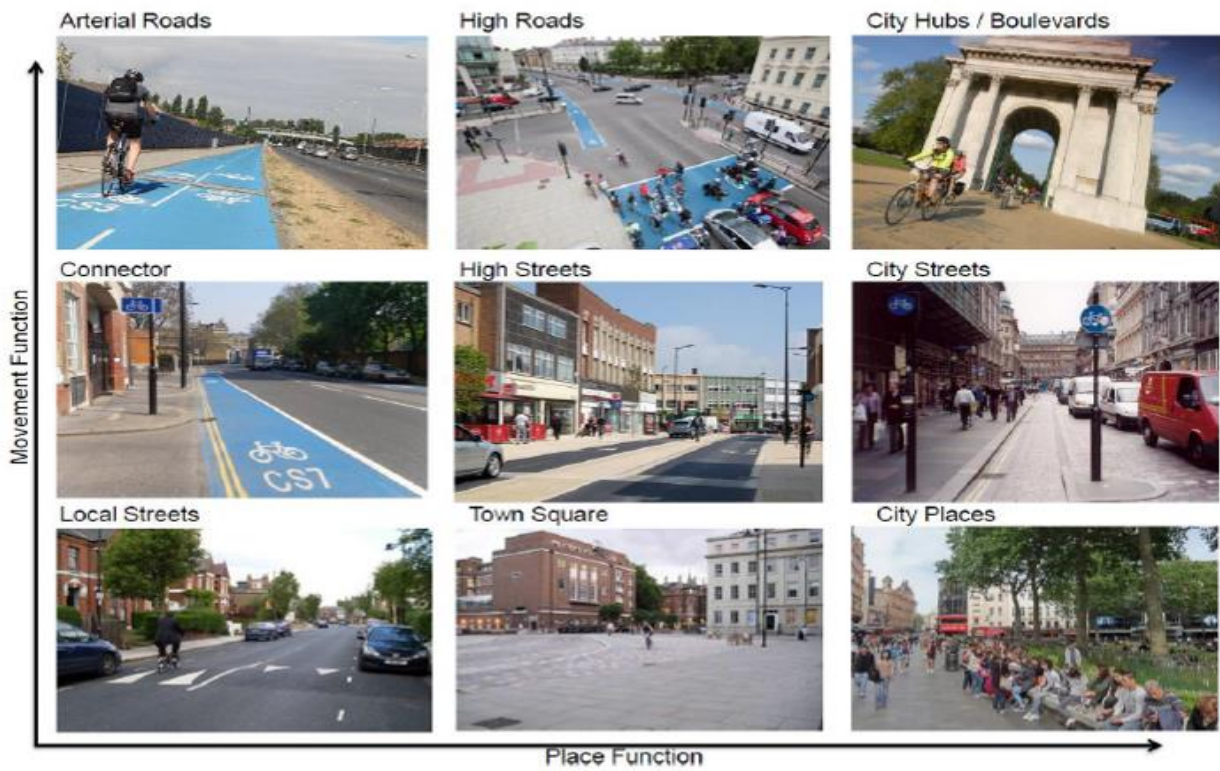 Arterial Roads
High Roads
City Hubs / Boulevards
CS3
Connector
High Streets
City Streets
CS7
Local Streets
Town Square
City Places
Movement Function
Place Function